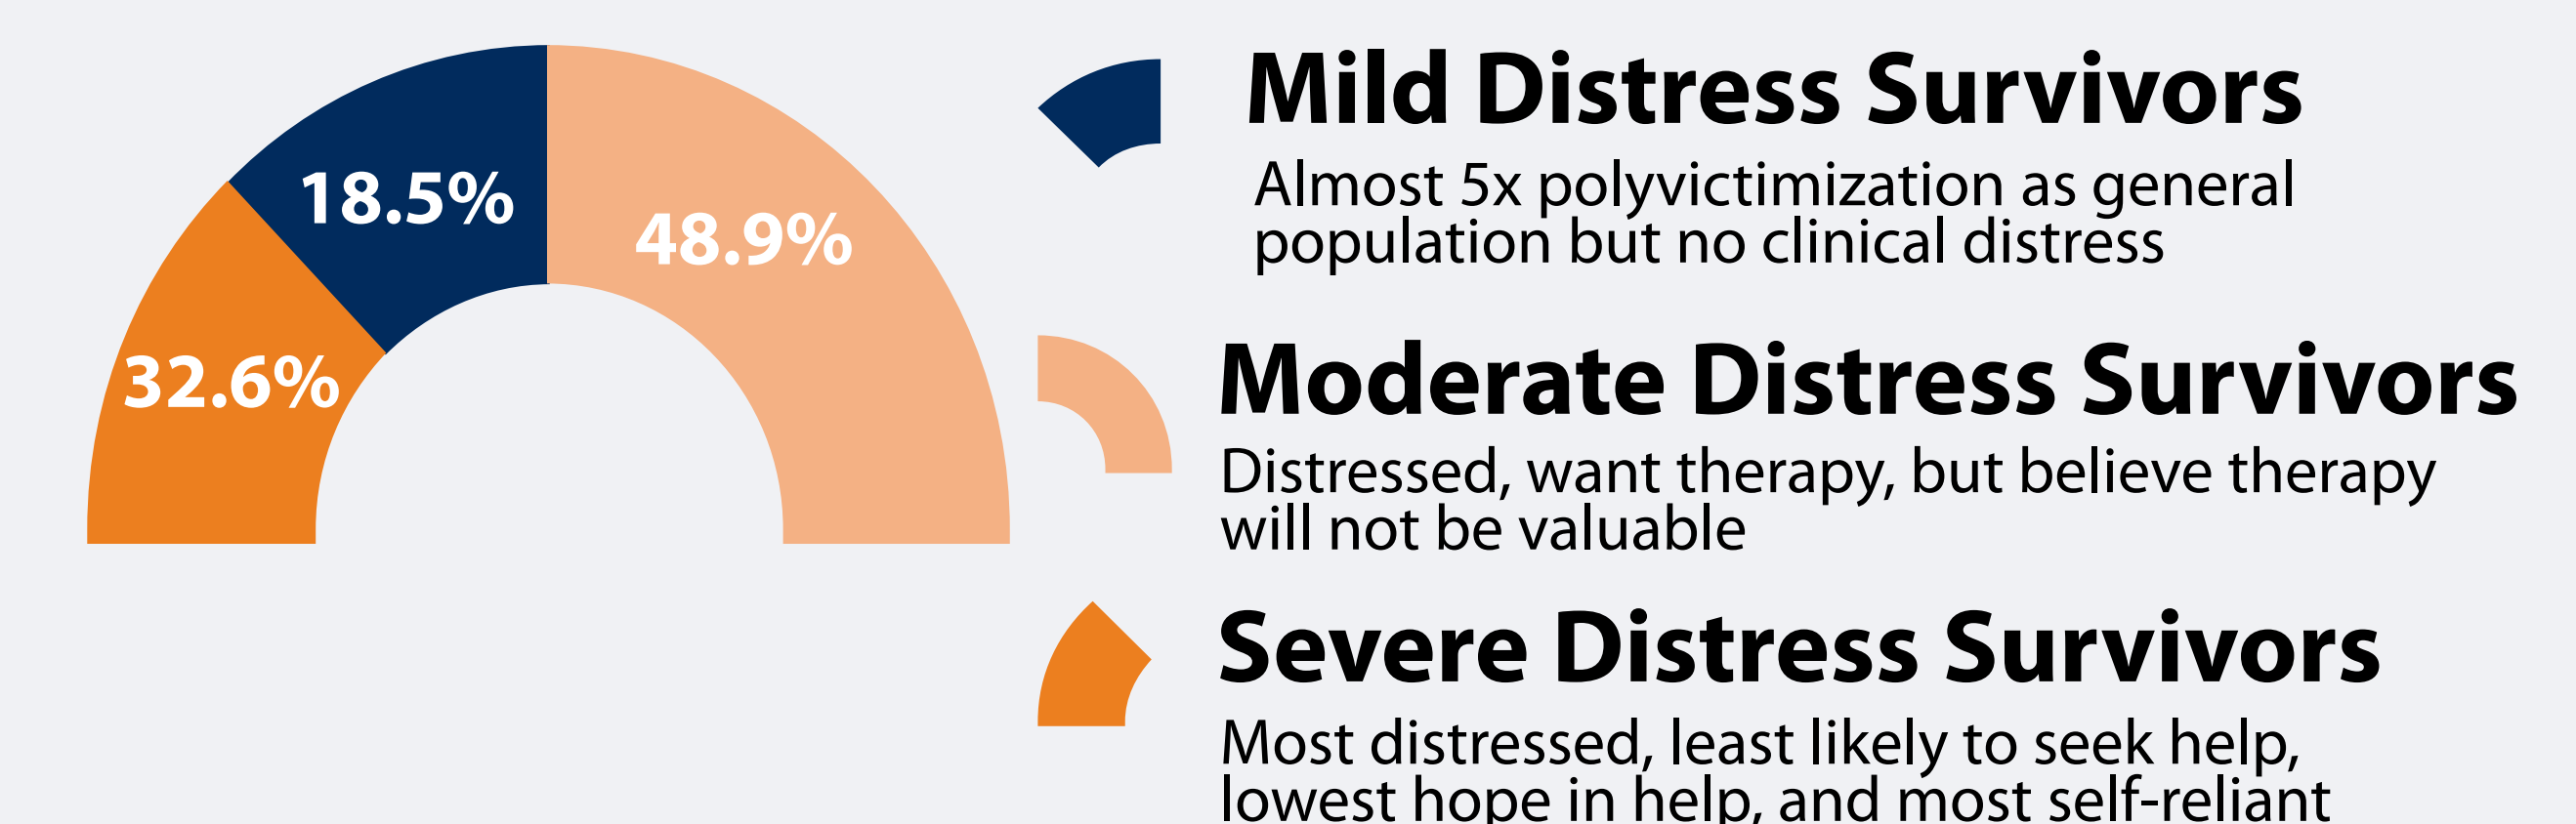 18.5%
48.9%
32.6%
Mild Distress Survivors
Almost 5x polyvictimization as general
population but no clinical distress
Moderate Distress Survivors
Distressed, want therapy, but believe therapy
will not be valuable
Severe Distress Survivors
Most distressed, least likely to seek help,
lowest hope in help, and most self-reliant